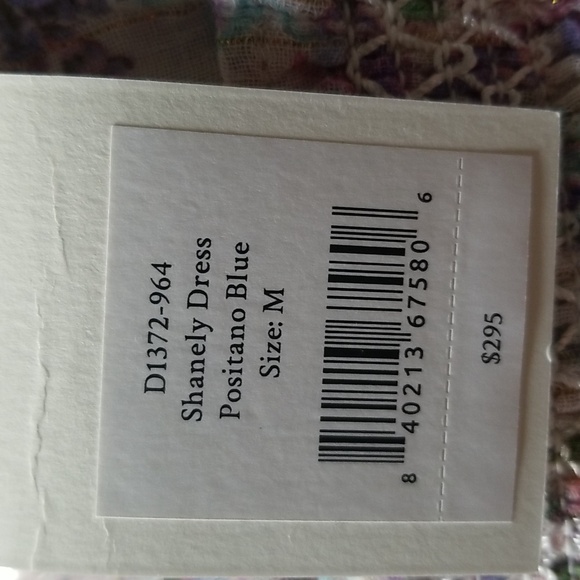 D1372-964
Shanely Dress
Positano Blue
Size: M
8 40213 67580 6
$295